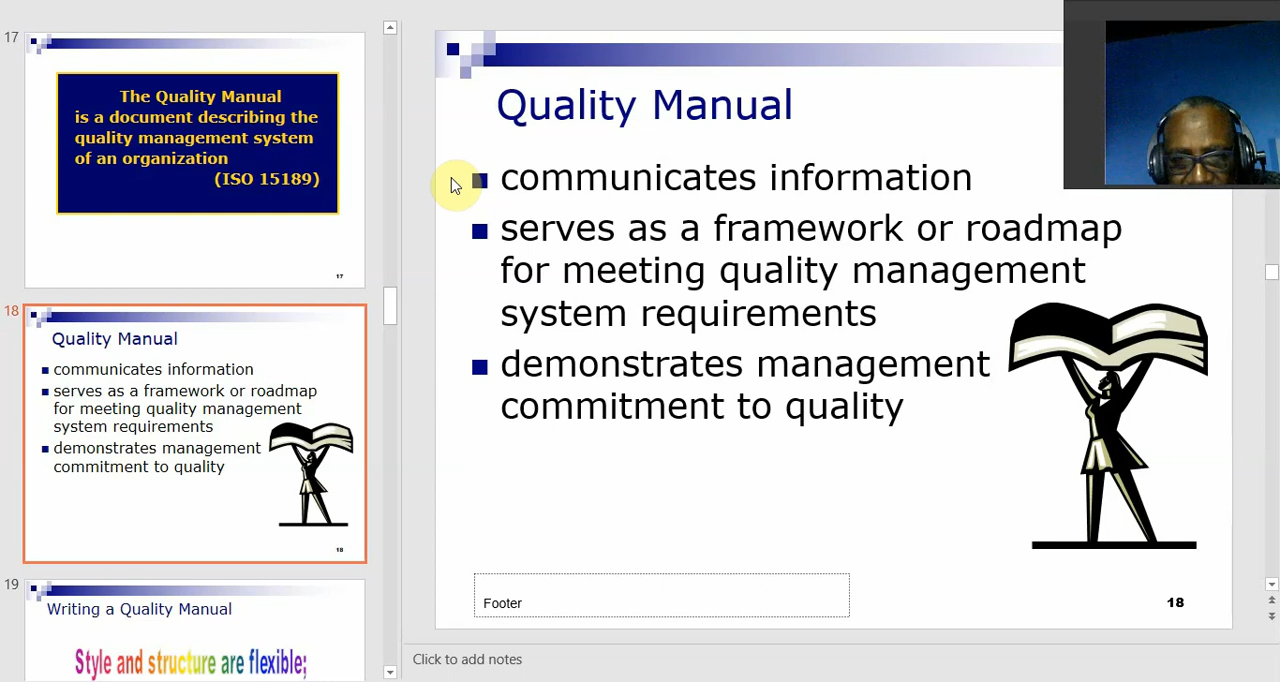 17
The Quality Manual
is a document describing the
quality management system
of an organization
(ISO 15189)
17
18
Quality Manual
communicates information
serves as a framework or roadmap
for meeting quality management
system requirements
demonstrates management
commitment to quality
18
19
Writing a Quality Manual
Style and structure are flexible;
Quality Manual
communicates information
serves as a framework or roadmap
for meeting quality management
system requirements
demonstrates management
commitment to quality
Footer
18
Click to add notes